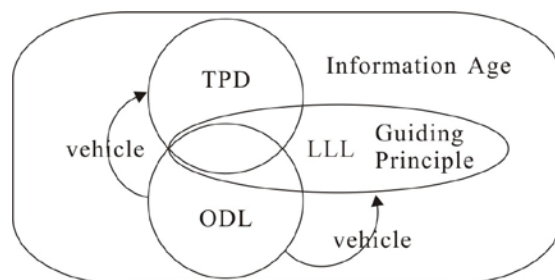 TPD
Information Age
vehicle
LLL
Guiding
Principle
ODL
vehicle